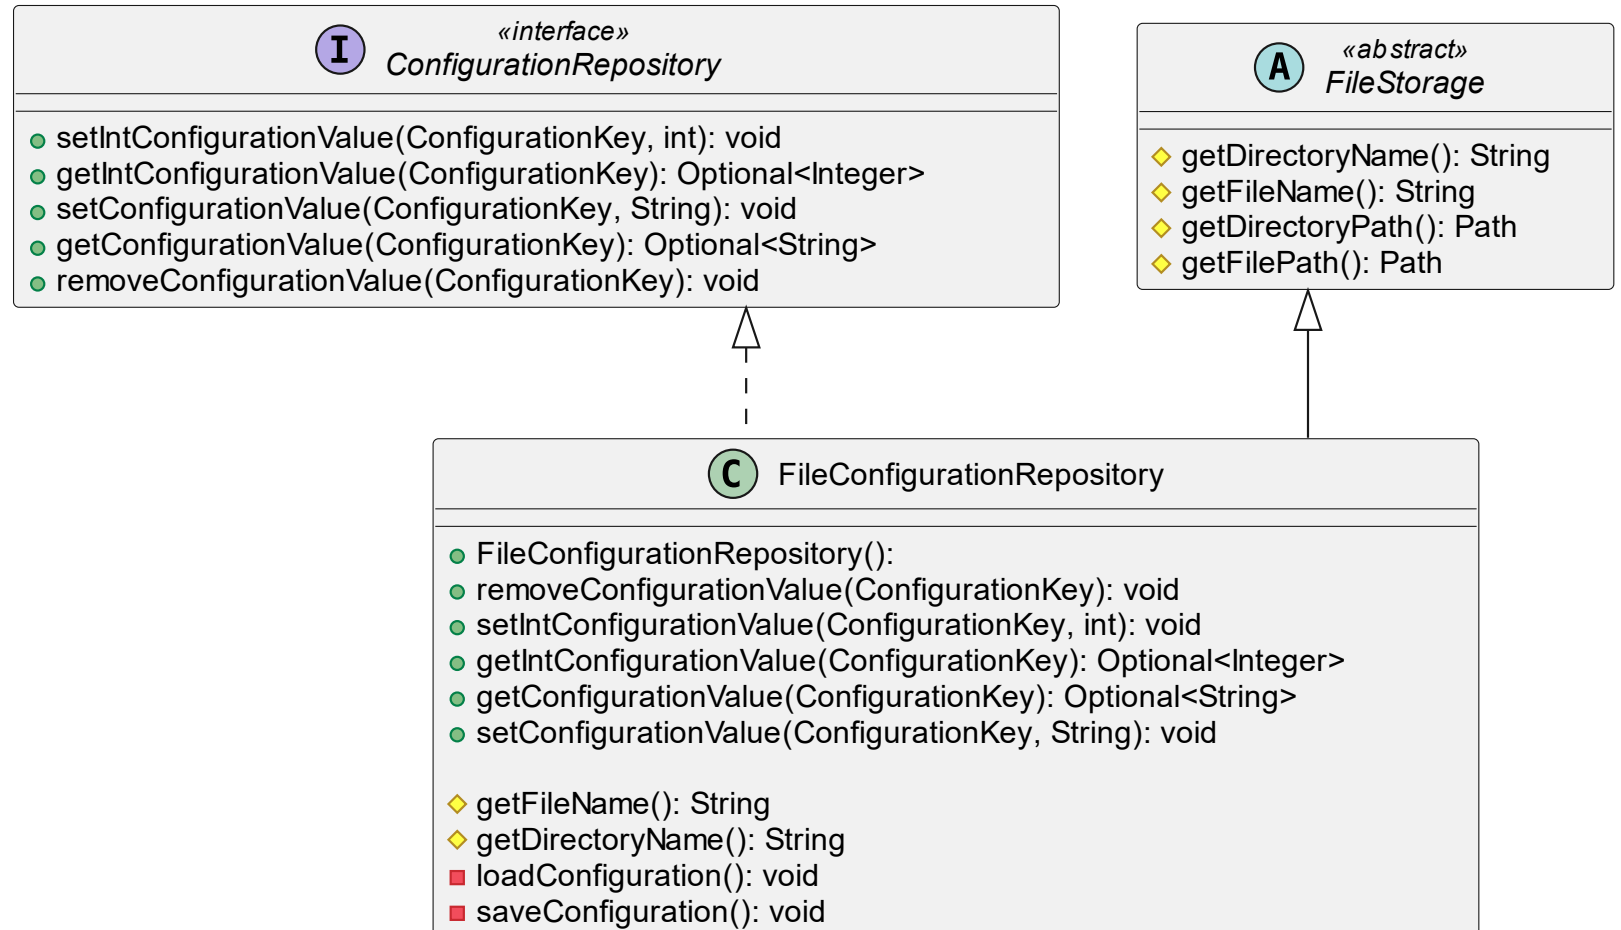 I
«interface»
ConfigurationRepository
setIntConfigurationValue(ConfigurationKey, int): void
getIntConfigurationValue(ConfigurationKey): Optional<Integer>
setConfigurationValue(ConfigurationKey, String): void
getConfigurationValue(ConfigurationKey): Optional<String>
removeConfigurationValue(ConfigurationKey): void
A
«abstract»
FileStorage
getDirectoryName(): String
getFileName(): String
getDirectoryPath(): Path
getFilePath(): Path
C
FileConfigurationRepository
FileConfigurationRepository():
removeConfigurationValue(ConfigurationKey): void
setIntConfigurationValue(ConfigurationKey, int): void
getIntConfigurationValue(ConfigurationKey): Optional<Integer>
getConfigurationValue(ConfigurationKey): Optional<String>
setConfigurationValue(ConfigurationKey, String): void
getFileName(): String
getDirectoryName(): String
loadConfiguration(): void
saveConfiguration(): void